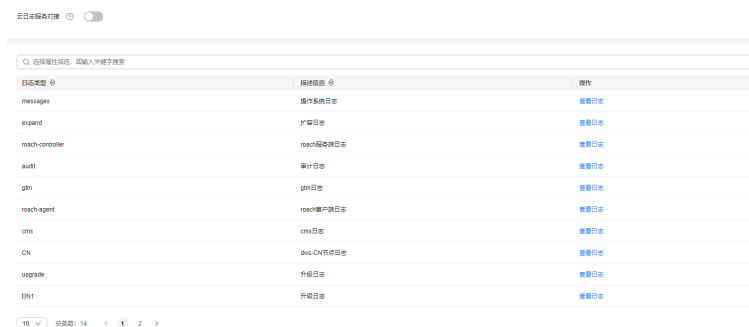 云日志服务对接
选择属性筛选，或输入关键字搜索
日志类型 描述信息 操作
messages 操作系统日志 查看日志
expand 扩容日志 查看日志
roach-controller roach服务端日志 查看日志
audit 审计日志 查看日志
gtm gtm日志 查看日志
roach-agent roach客户端日志 查看日志
cms cms日志 查看日志
CN dws-CN节点日志 查看日志
upgrade 升级日志 查看日志
DN1 升级日志 查看日志
10 总条数：14 < 1 2 >